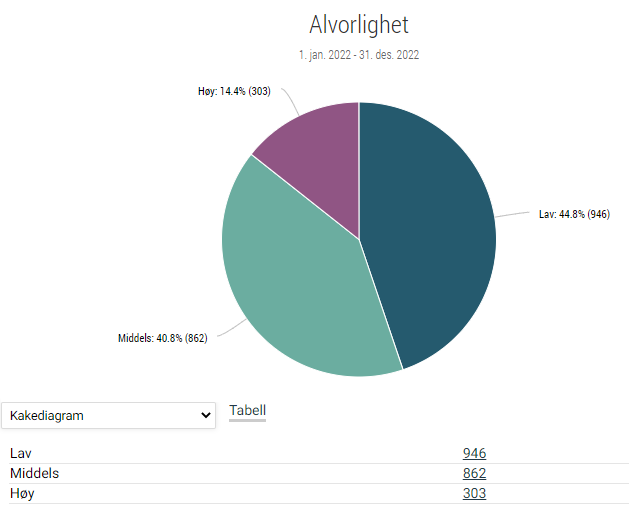 Alvorlighet
1. jan. 2022 - 31. des. 2022
Høy: 14.4% (303)
Lav: 44.8% (946)
Middels: 40.8% (862)
Kakediagram
Tabell
Lav 946
Middels 862
Høy 303